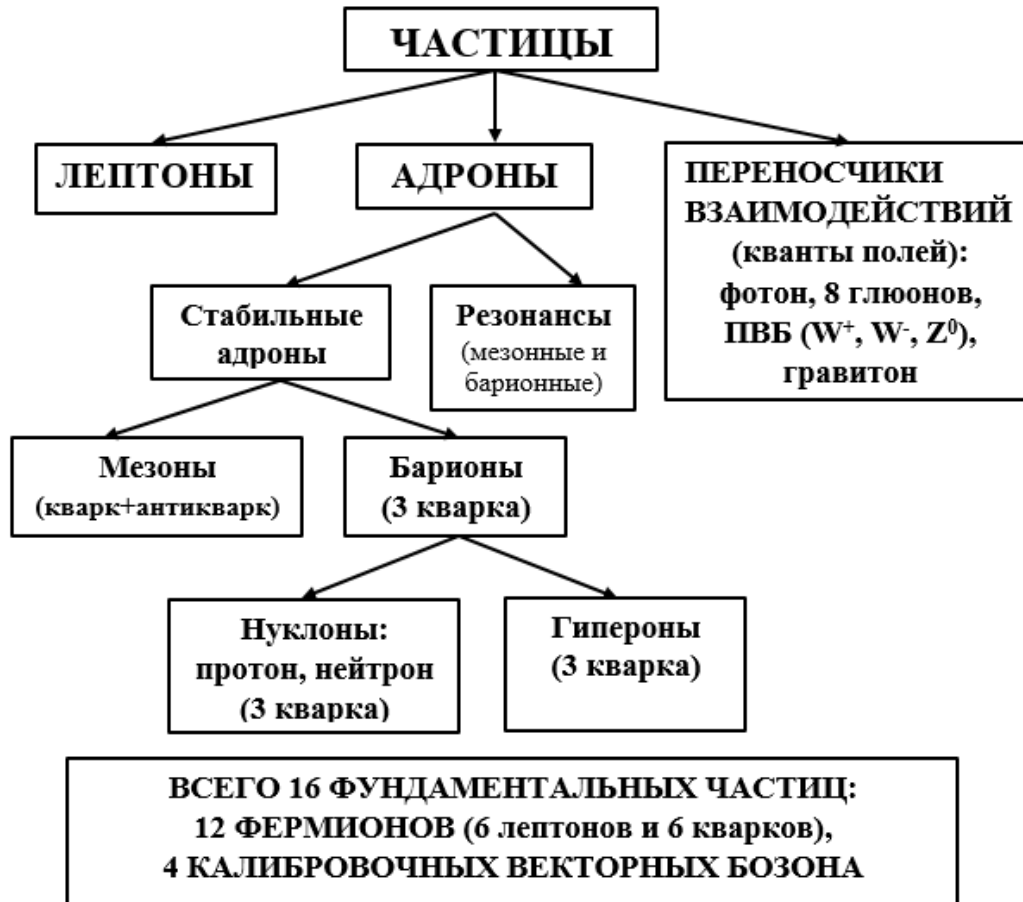 ЧАСТИЦЫ
ЛЕПТОНЫ
АДРОНЫ
ПЕРЕНОСЧИКИ
ВЗАИМОДЕЙСТВИЙ
(кванты полей):
фотон, 8 глюонов,
ПВБ (W⁺, W⁻, Z⁰),
гравитон
Стабильные
адроны
Резонансы
(мезонные и
барионные)
Мезоны
(кварк+антикварк)
Барионы
(3 кварка)
Нуклоны:
протон, нейтрон
(3 кварка)
Гипероны
(3 кварка)
ВСЕГО 16 ФУНДАМЕНТАЛЬНЫХ ЧАСТИЦ:
12 ФЕРМИОНОВ (6 лептонов и 6 кварков),
4 КАЛИБРОВОЧНЫХ ВЕКТОРНЫХ БОЗОНА